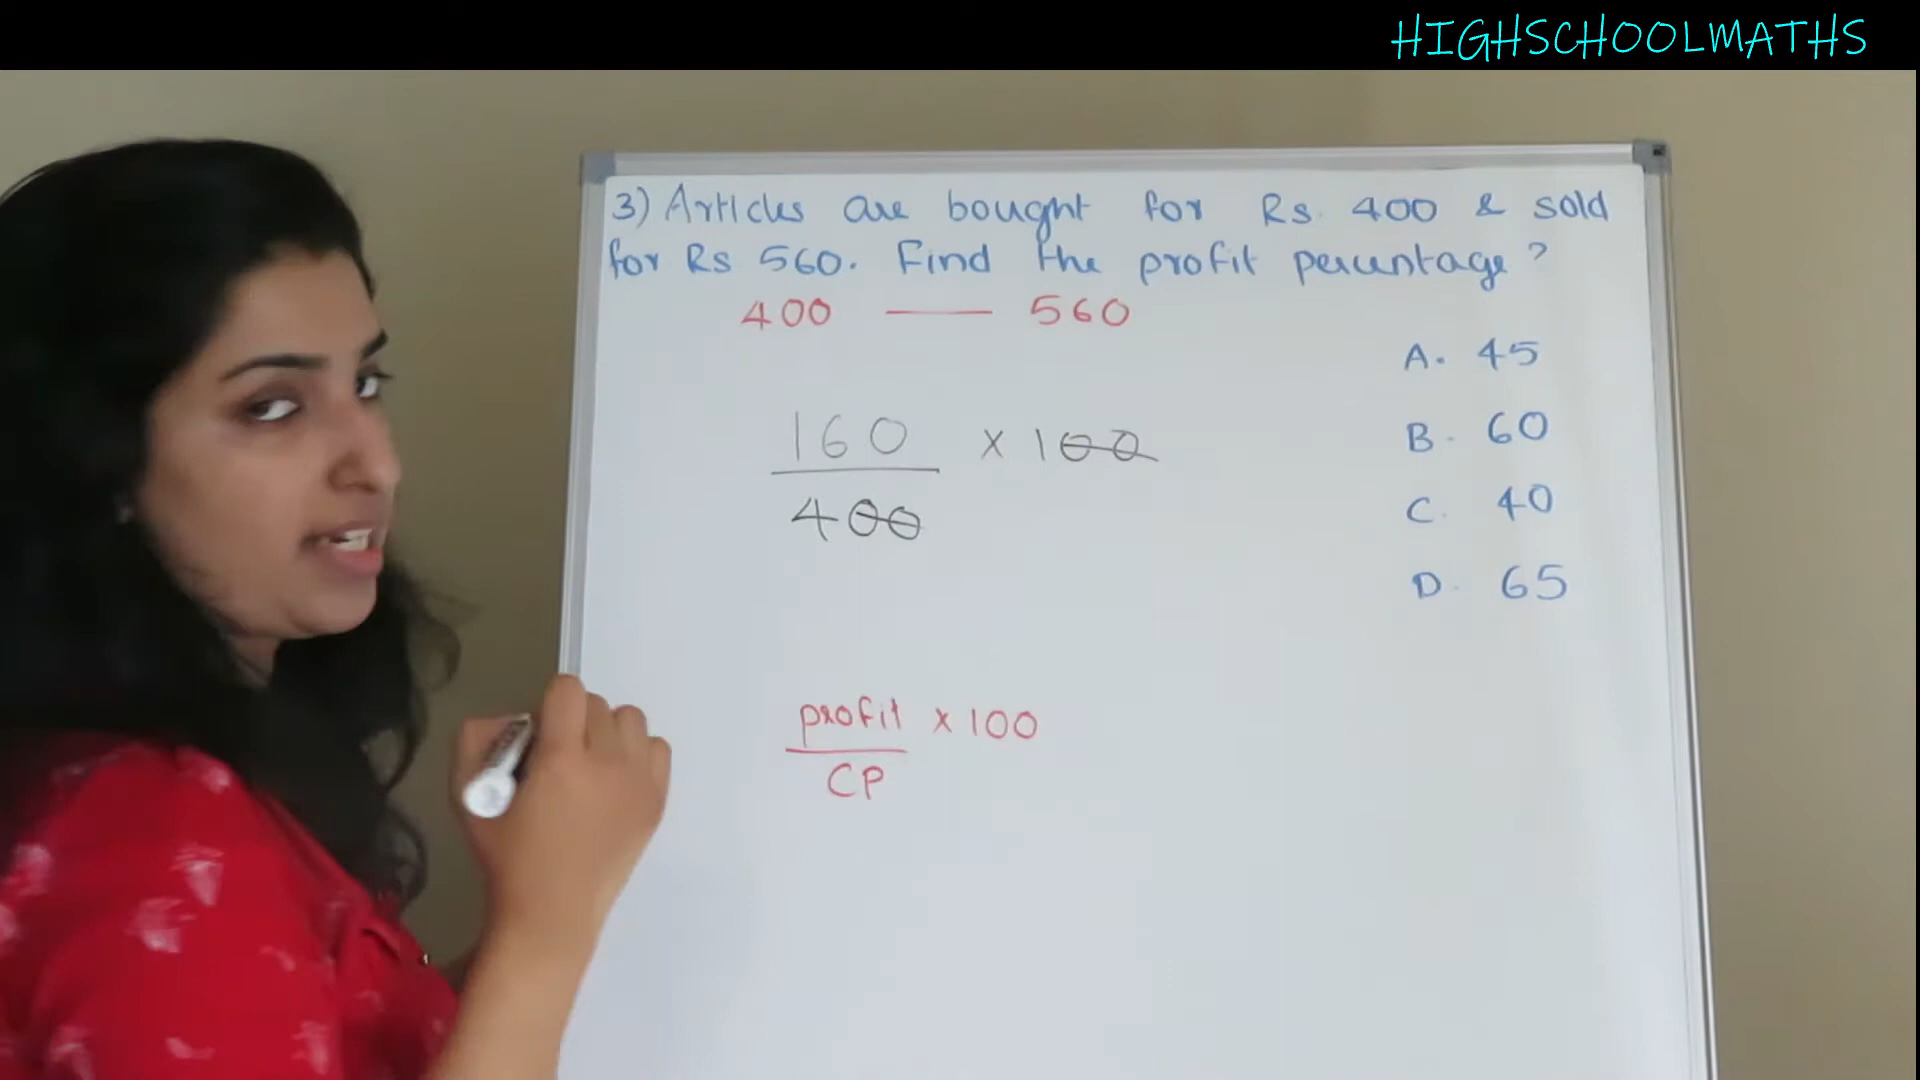 HIGHSCHOOLMATHS
3) Articles are bought for Rs. 400 & sold
for Rs 560. Find the profit percentage?
400 — 560
A. 45
160 × 100
B. 60
400
C. 40
D. 65
profit × 100
CP